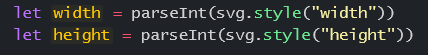 let width = parseInt(svg.style("width"))
let height = parseInt(svg.style("height"))